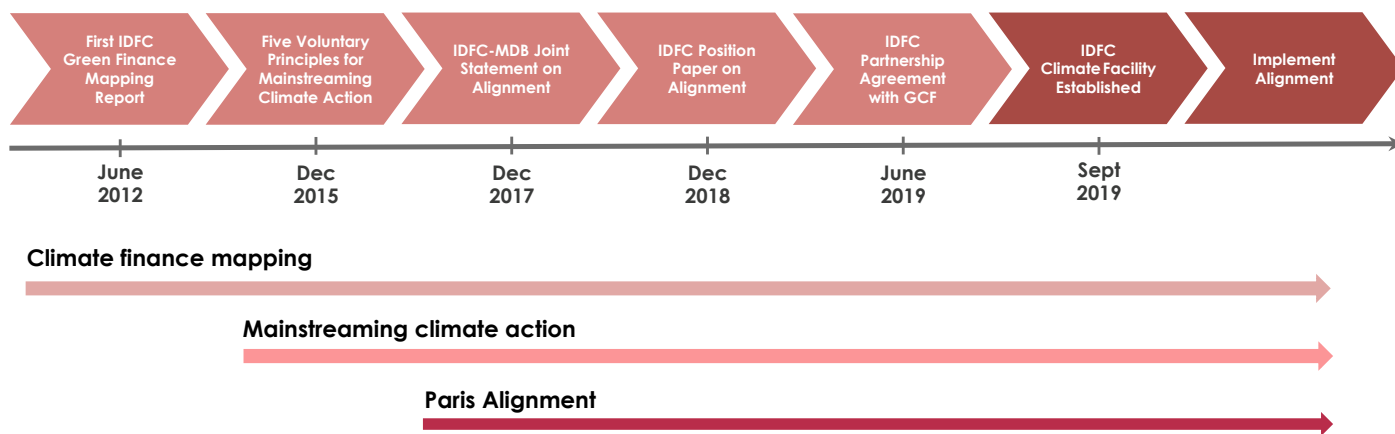 First IDFC
Green Finance
Mapping
Report
Five Voluntary
Principles for
Mainstreaming
Climate Action
IDFC-MDB Joint
Statement on
Alignment
IDFC Position
Paper on
Alignment
IDFC
Partnership
Agreement
with GCF
IDFC
Climate Facility
Established
Implement
Alignment
June
2012
Dec
2015
Dec
2017
Dec
2018
June
2019
Sept
2019
Climate finance mapping
Mainstreaming climate action
Paris Alignment